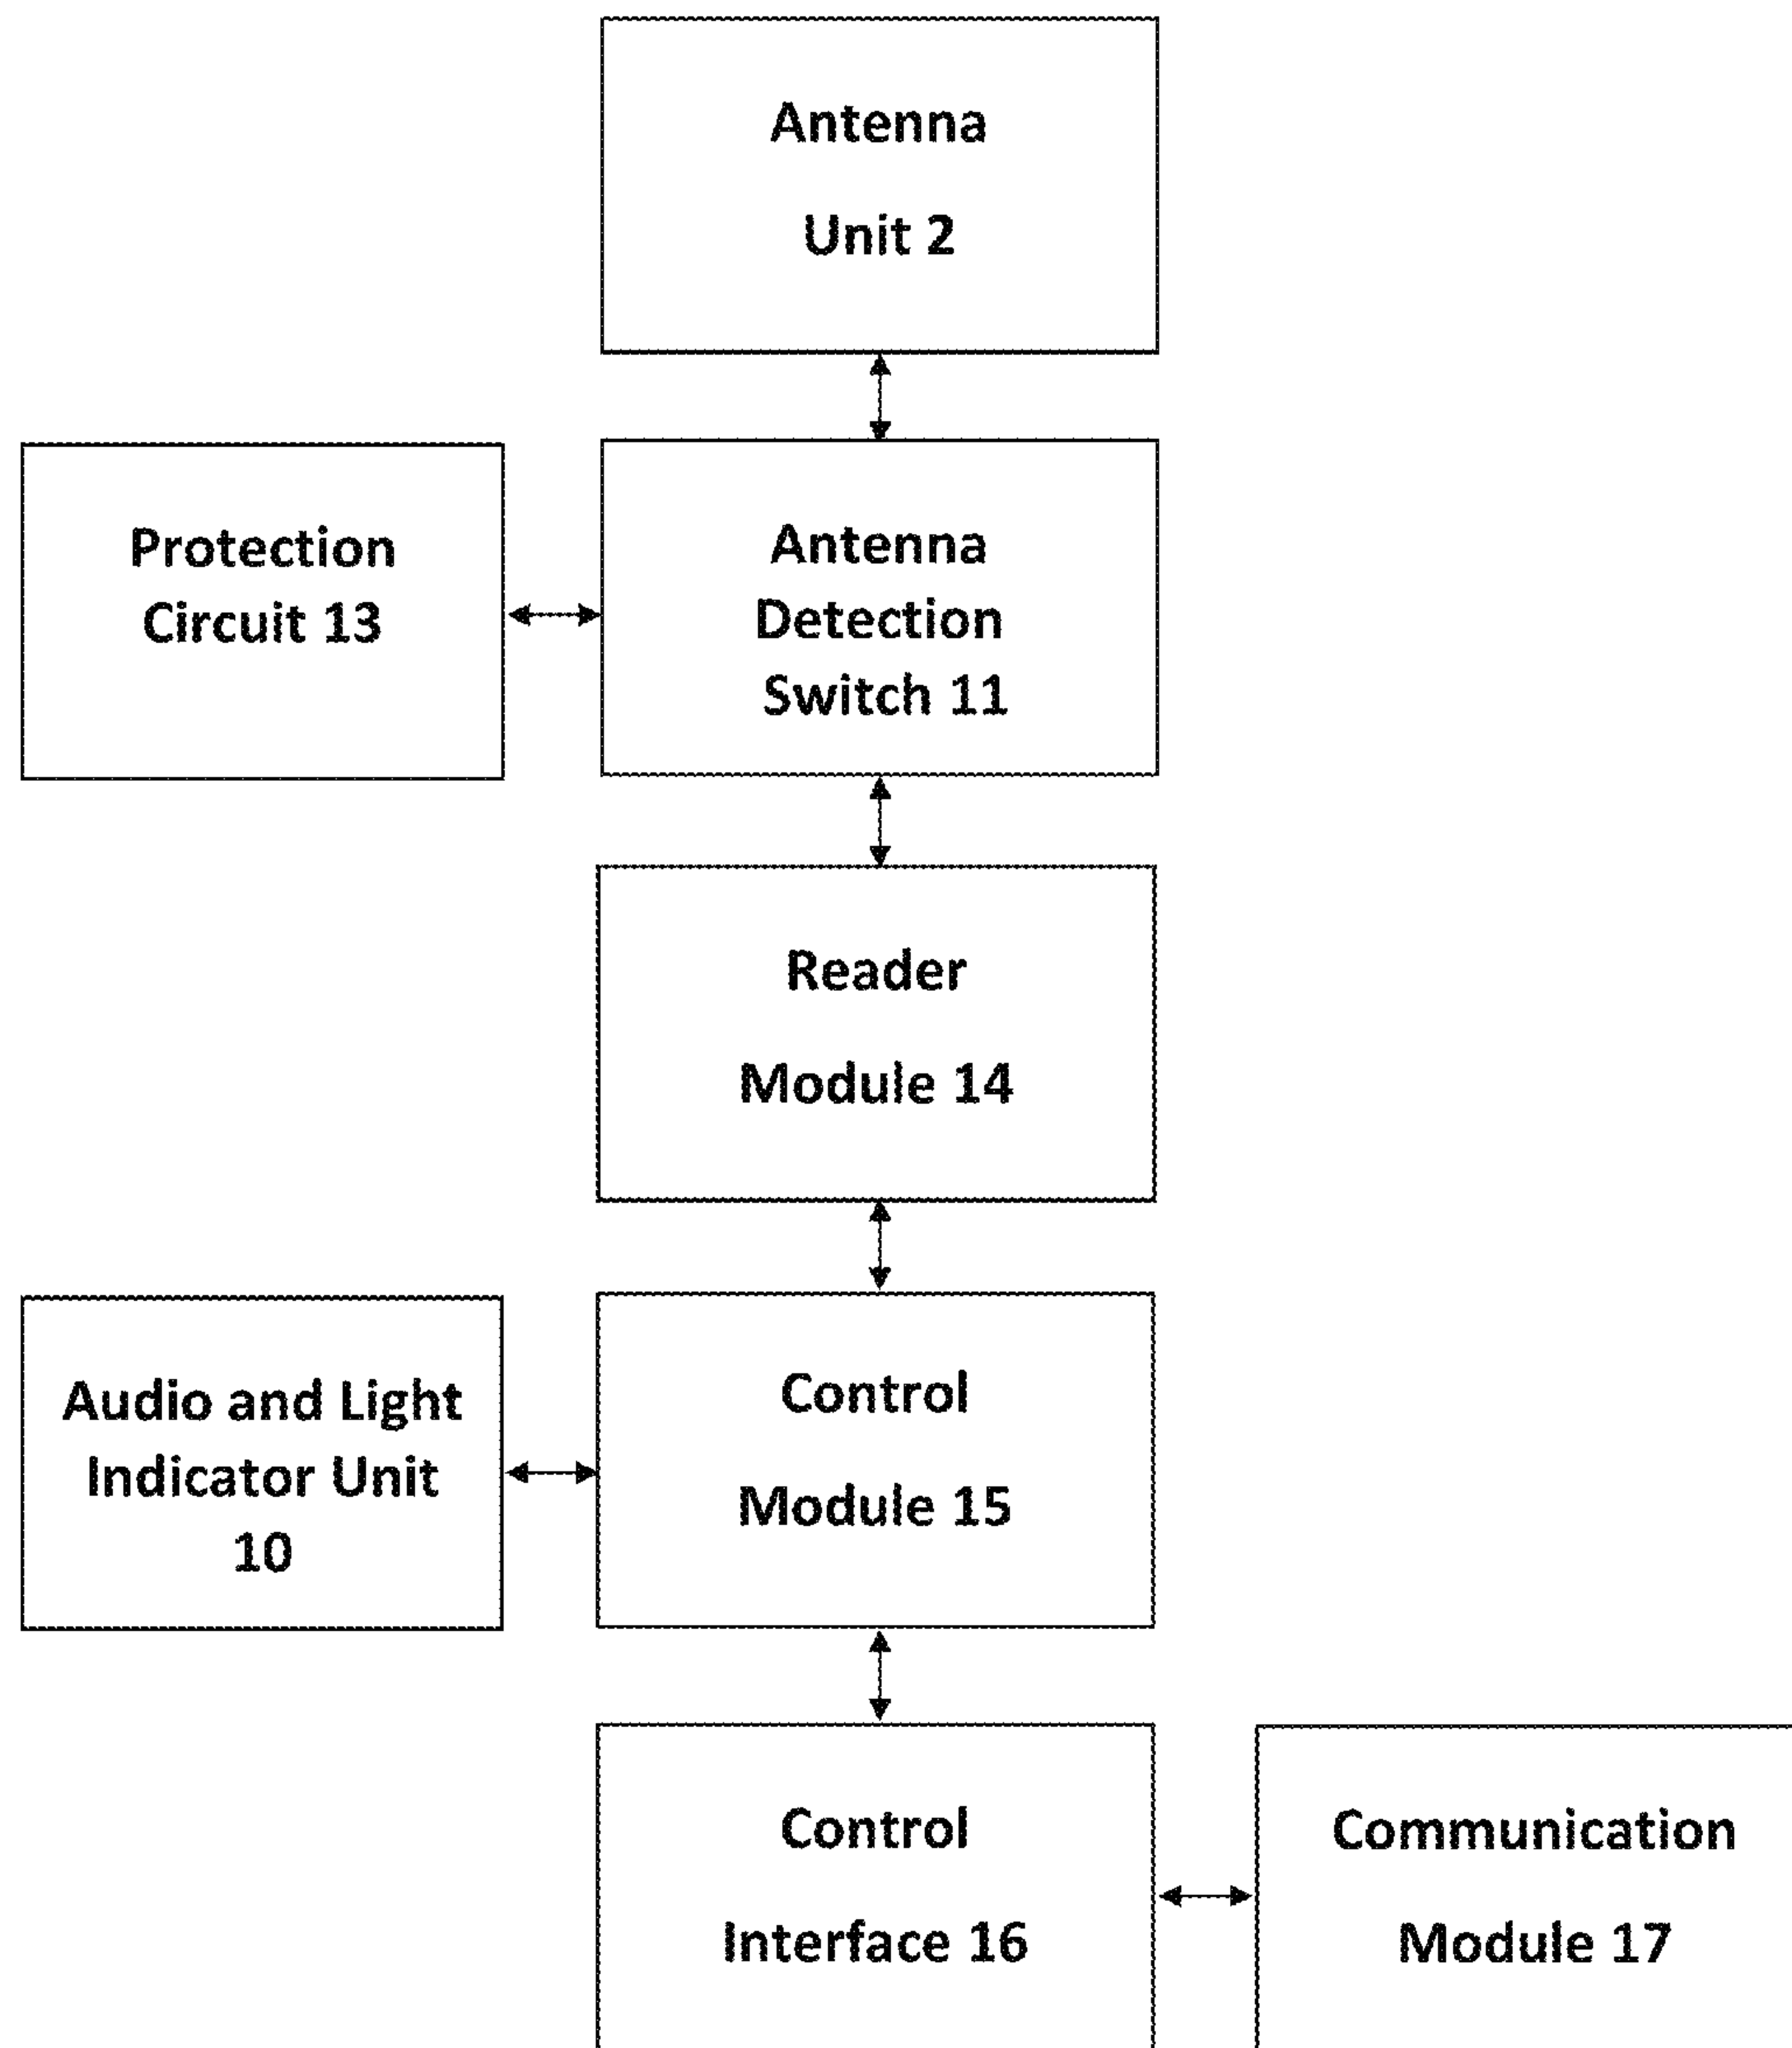 Antenna
Unit 2
Protection
Circuit 13
Antenna
Detection
Switch 11
Reader
Module 14
Audio and Light
Indicator Unit
10
Control
Module 15
Control
Interface 16
Communication
Module 17